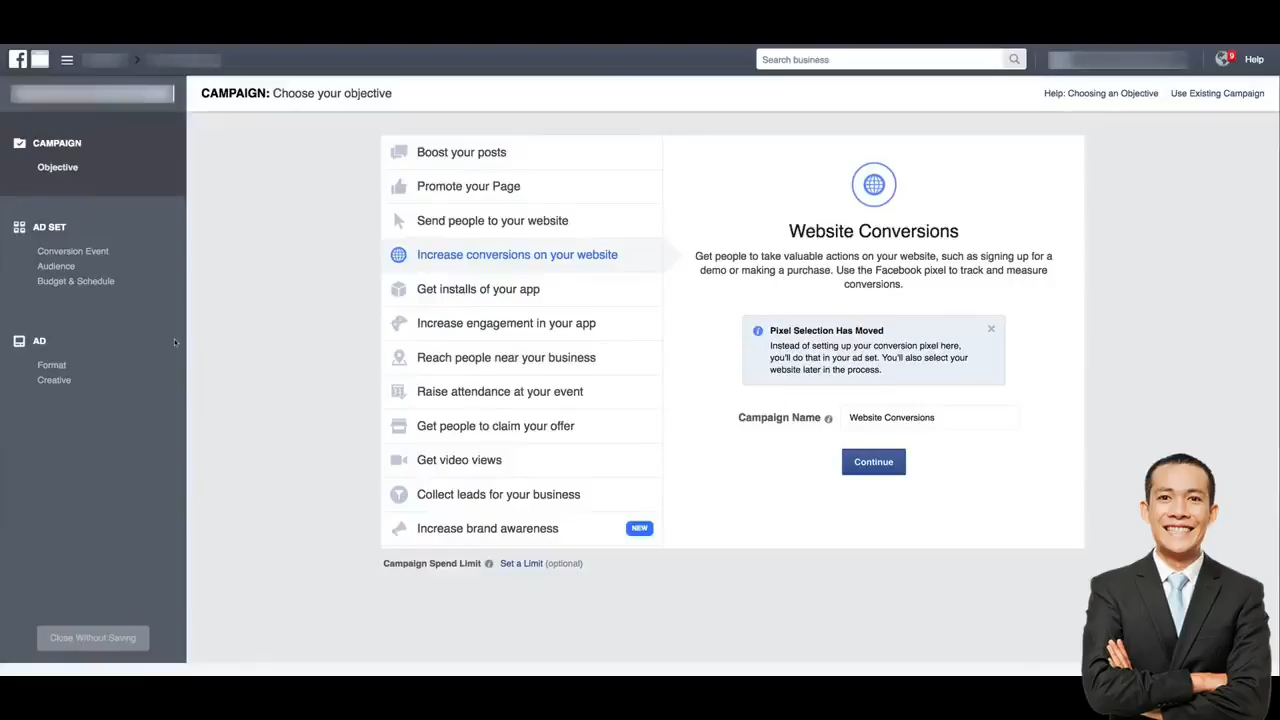 Search business
9
Help
CAMPAIGN: Choose your objective
Help: Choosing an Objective
Use Existing Campaign
CAMPAIGN
Objective
AD SET
Conversion Event
Audience
Budget & Schedule
AD
Format
Creative
Close Without Saving
Boost your posts
Promote your Page
Send people to your website
Increase conversions on your website
Get installs of your app
Increase engagement in your app
Reach people near your business
Raise attendance at your event
Get people to claim your offer
Get video views
Collect leads for your business
Increase brand awareness NEW
Campaign Spend Limit Set a Limit (optional)
Website Conversions
Get people to take valuable actions on your website, such as signing up for a
demo or making a purchase. Use the Facebook pixel to track and measure
conversions.
Pixel Selection Has Moved
Instead of setting up your conversion pixel here,
you'll do that in your ad set. You'll also select your
website later in the process.
Campaign Name Website Conversions
Continue